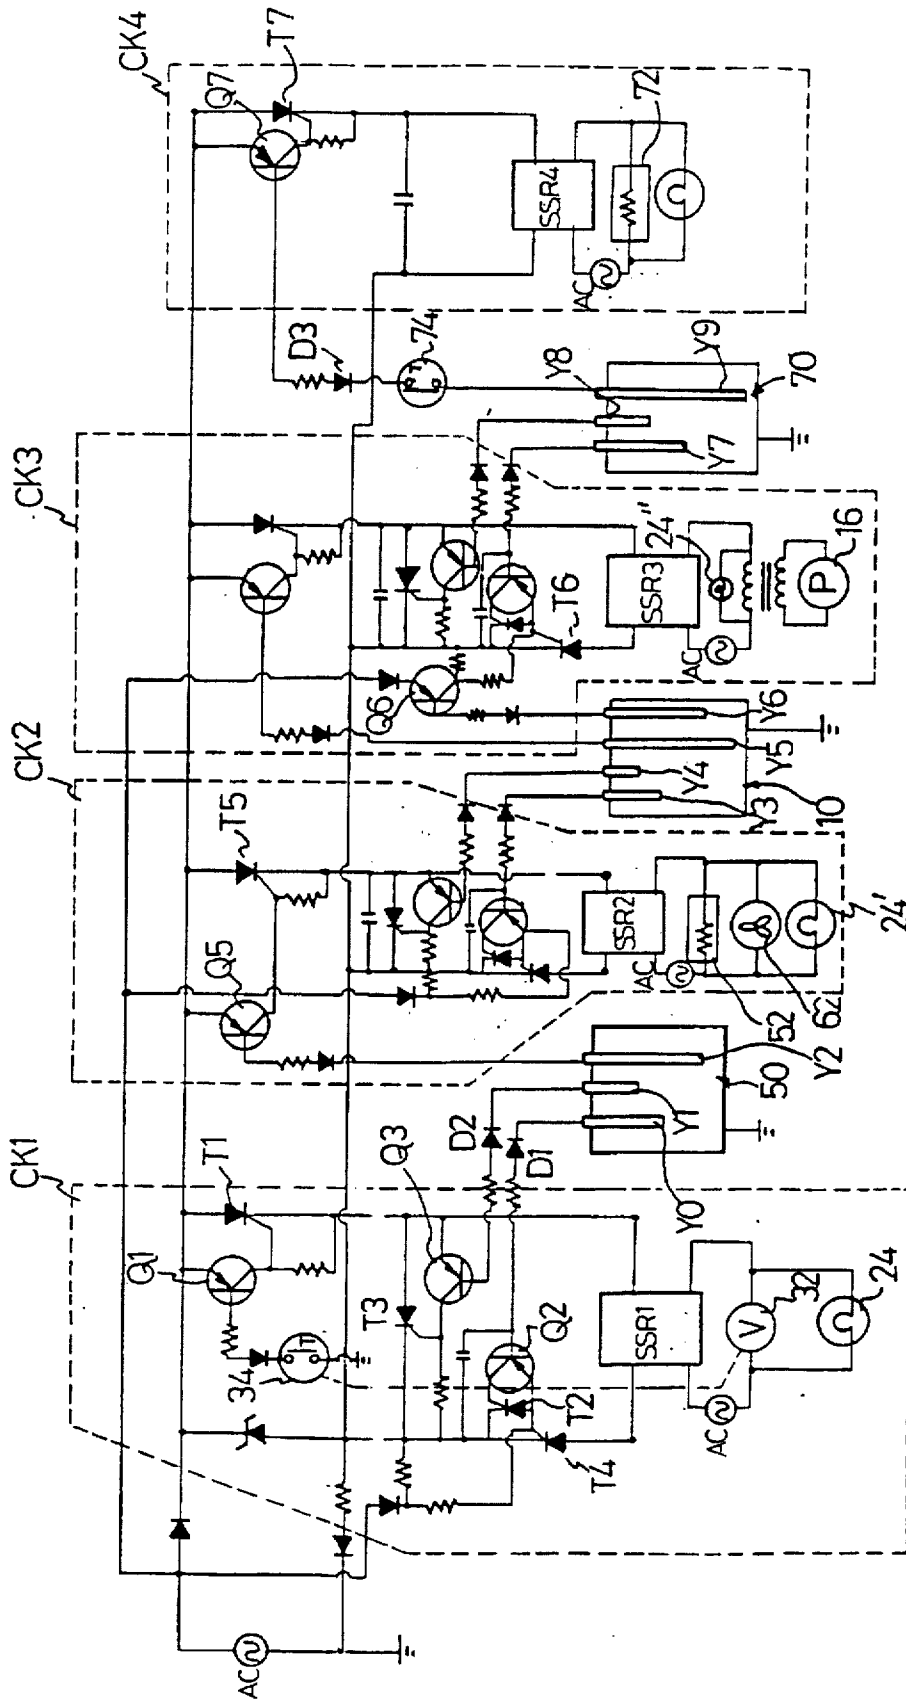 CK1
CK2
CK3
CK4
Q1
T1
Q5
T5
Q7
T7
34
T3
Q3
D2
D1
Q2
T2
T4
Q6
T6
D3
74
SSR1
SSR2
SSR3
SSR4
AC
AC
AC
AC
AC
V
32
24
Y0
Y1
Y2
50
52
62
24'
Y3
Y4
Y5
Y6
10
24"
P
16
Y7
Y8
Y9
70
72